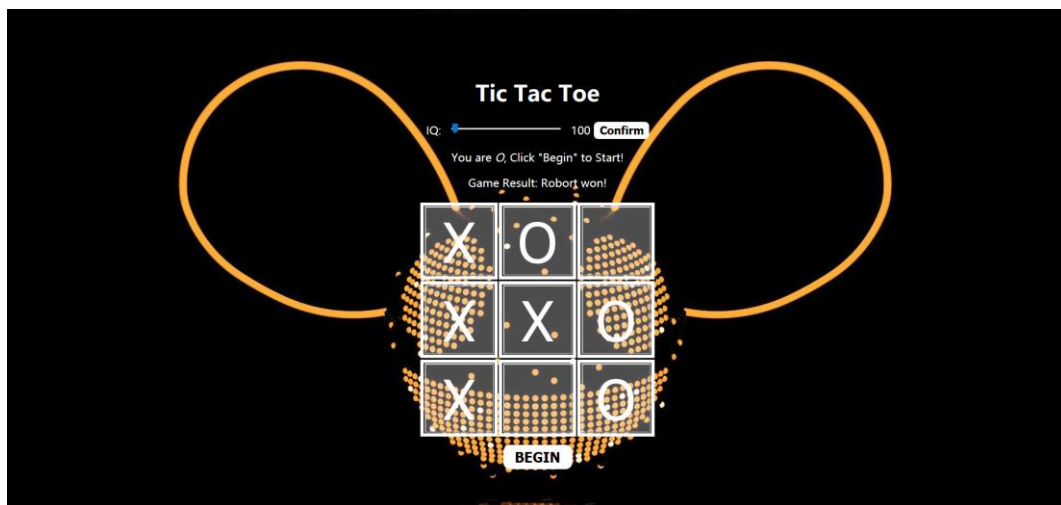 Tic Tac Toe
IQ: 100 Confirm
You are O, Click "Begin" to Start!
Game Result: Robort won!
X O
X X O
X O
BEGIN